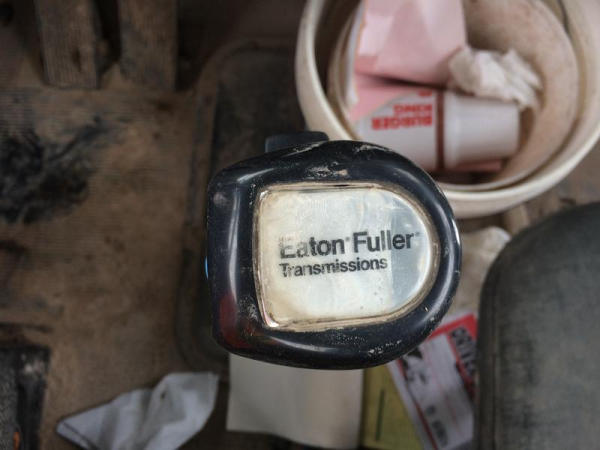 BURGER
KING
Eaton® Fuller®
Transmissions